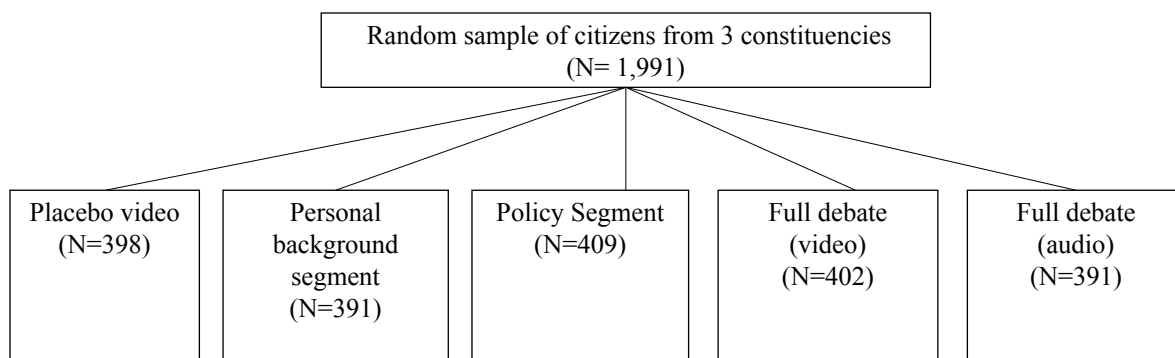 Random sample of citizens from 3 constituencies
(N= 1,991)
Placebo video
(N=398)
Personal
background
segment
(N=391)
Policy Segment
(N=409)
Full debate
(video)
(N=402)
Full debate
(audio)
(N=391)